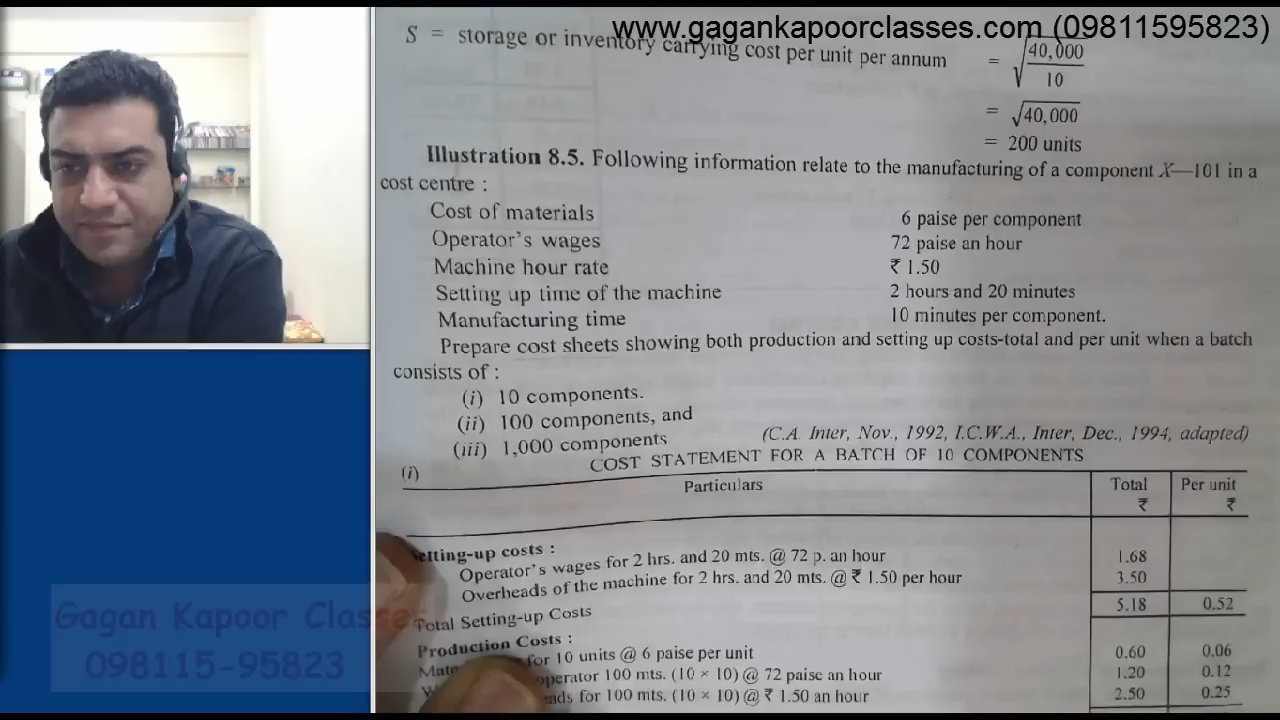 www.gagankapoorclasses.com (09811595823)
S = storage or inventory carrying cost per unit per annum = √40,000/10
= √40,000
= 200 units
Illustration 8.5. Following information relate to the manufacturing of a component X—101 in a
cost centre :
Cost of materials 6 paise per component
Operator's wages 72 paise an hour
Machine hour rate ₹ 1.50
Setting up time of the machine 2 hours and 20 minutes
Manufacturing time 10 minutes per component.
Prepare cost sheets showing both production and setting up costs-total and per unit when a batch
consists of :
(i) 10 components.
(ii) 100 components, and
(iii) 1,000 components (C.A. Inter, Nov., 1992, I.C.W.A., Inter, Dec., 1994, adapted)
(i) COST STATEMENT FOR A BATCH OF 10 COMPONENTS
Particulars Total ₹ Per unit ₹
etting-up costs :
Operator's wages for 2 hrs. and 20 mts. @ 72 p. an hour 1.68
Overheads of the machine for 2 hrs. and 20 mts. @ ₹ 1.50 per hour 3.50
Total Setting-up Costs 5.18 0.52
Production Costs :
Mate for 10 units @ 6 paise per unit 0.60 0.06
operator 100 mts. (10 × 10) @ 72 paise an hour 1.20 0.12
ads for 100 mts. (10 × 10) @ ₹ 1.50 an hour 2.50 0.25
Gagan Kapoor Classes
098115-95823